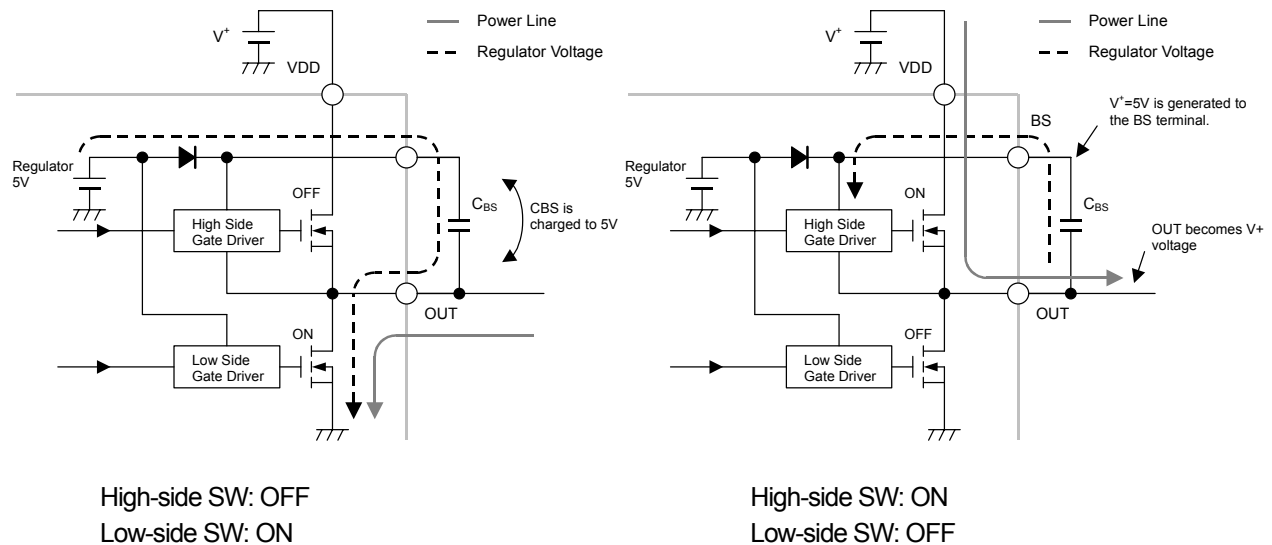 V+
VDD
Power Line
Regulator Voltage
Regulator
5V
OFF
High Side
Gate Driver
CBS
CBS is
charged to 5V
OUT
ON
Low Side
Gate Driver
High-side SW: OFF
Low-side SW: ON
V+
VDD
Power Line
Regulator Voltage
BS
V+=5V is generated to
the BS terminal.
Regulator
5V
ON
High Side
Gate Driver
CBS
OUT becomes V+
voltage
OUT
OFF
Low Side
Gate Driver
High-side SW: ON
Low-side SW: OFF